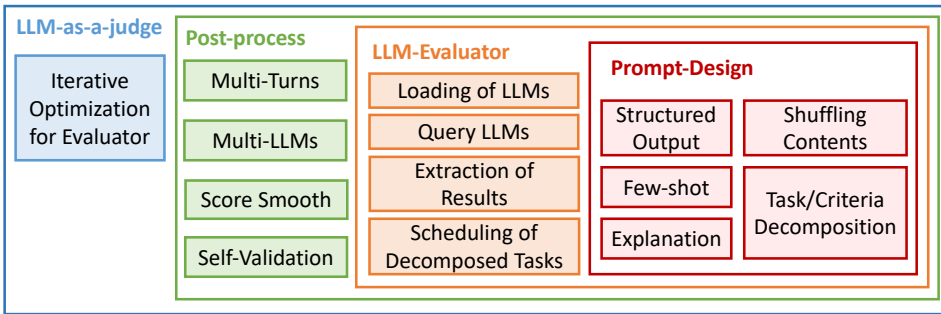 LLM-as-a-judge
Iterative
Optimization
for Evaluator
Post-process
Multi-Turns
Multi-LLMs
Score Smooth
Self-Validation
LLM-Evaluator
Loading of LLMs
Query LLMs
Extraction of
Results
Scheduling of
Decomposed Tasks
Prompt-Design
Structured
Output
Few-shot
Explanation
Shuffling
Contents
Task/Criteria
Decomposition